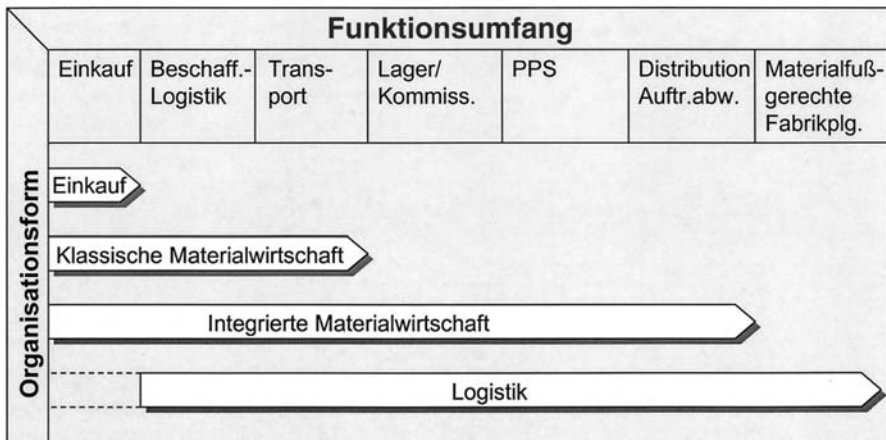 Funktionsumfang
Einkauf
Beschaff.-
Logistik
Trans-
port
Lager/
Kommiss.
PPS
Distribution
Auftr.abw.
Materialfuß-
gerechte
Fabrikplg.
Organisationsform
Einkauf
Klassische Materialwirtschaft
Integrierte Materialwirtschaft
Logistik